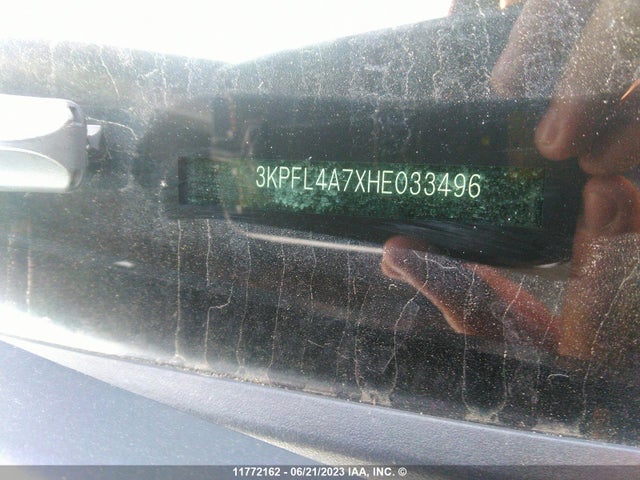 3KPFL4A7XHE033496
11772162 - 06/21/2023 IAA, INC. ©